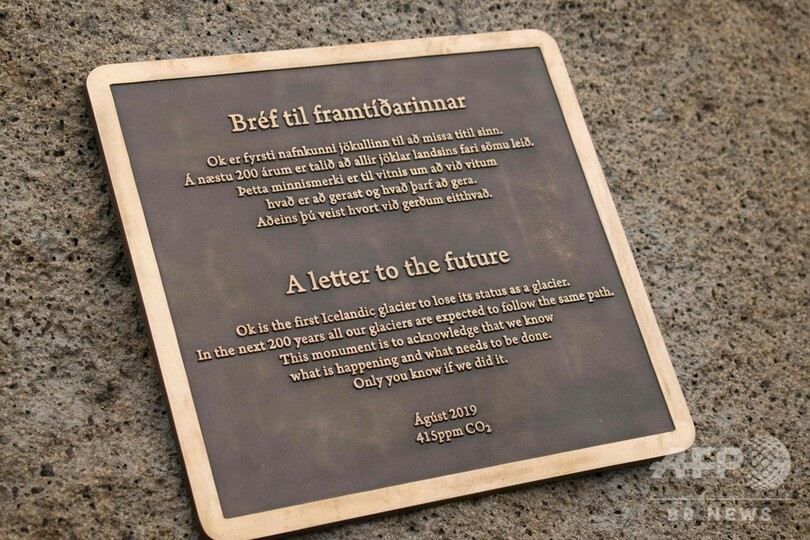 Bréf til framtíðarinnar
Ok er fyrsti nafnkunni jökullinn til að missa titil sinn.
Á næstu 200 árum er talið að allir jöklar landsins fari sömu leið.
Þetta minnismerki er til vitnis um að við vitum
hvað er að gerast og hvað þarf að gera.
Aðeins þú veist hvort við gerðum eitthvað.
A letter to the future
Ok is the first Icelandic glacier to lose its status as a glacier.
In the next 200 years all our glaciers are expected to follow the same path.
This monument is to acknowledge that we know
what is happening and what needs to be done.
Only you know if we did it.
Ágúst 2019
415ppm CO₂
AFP
BB NEWS